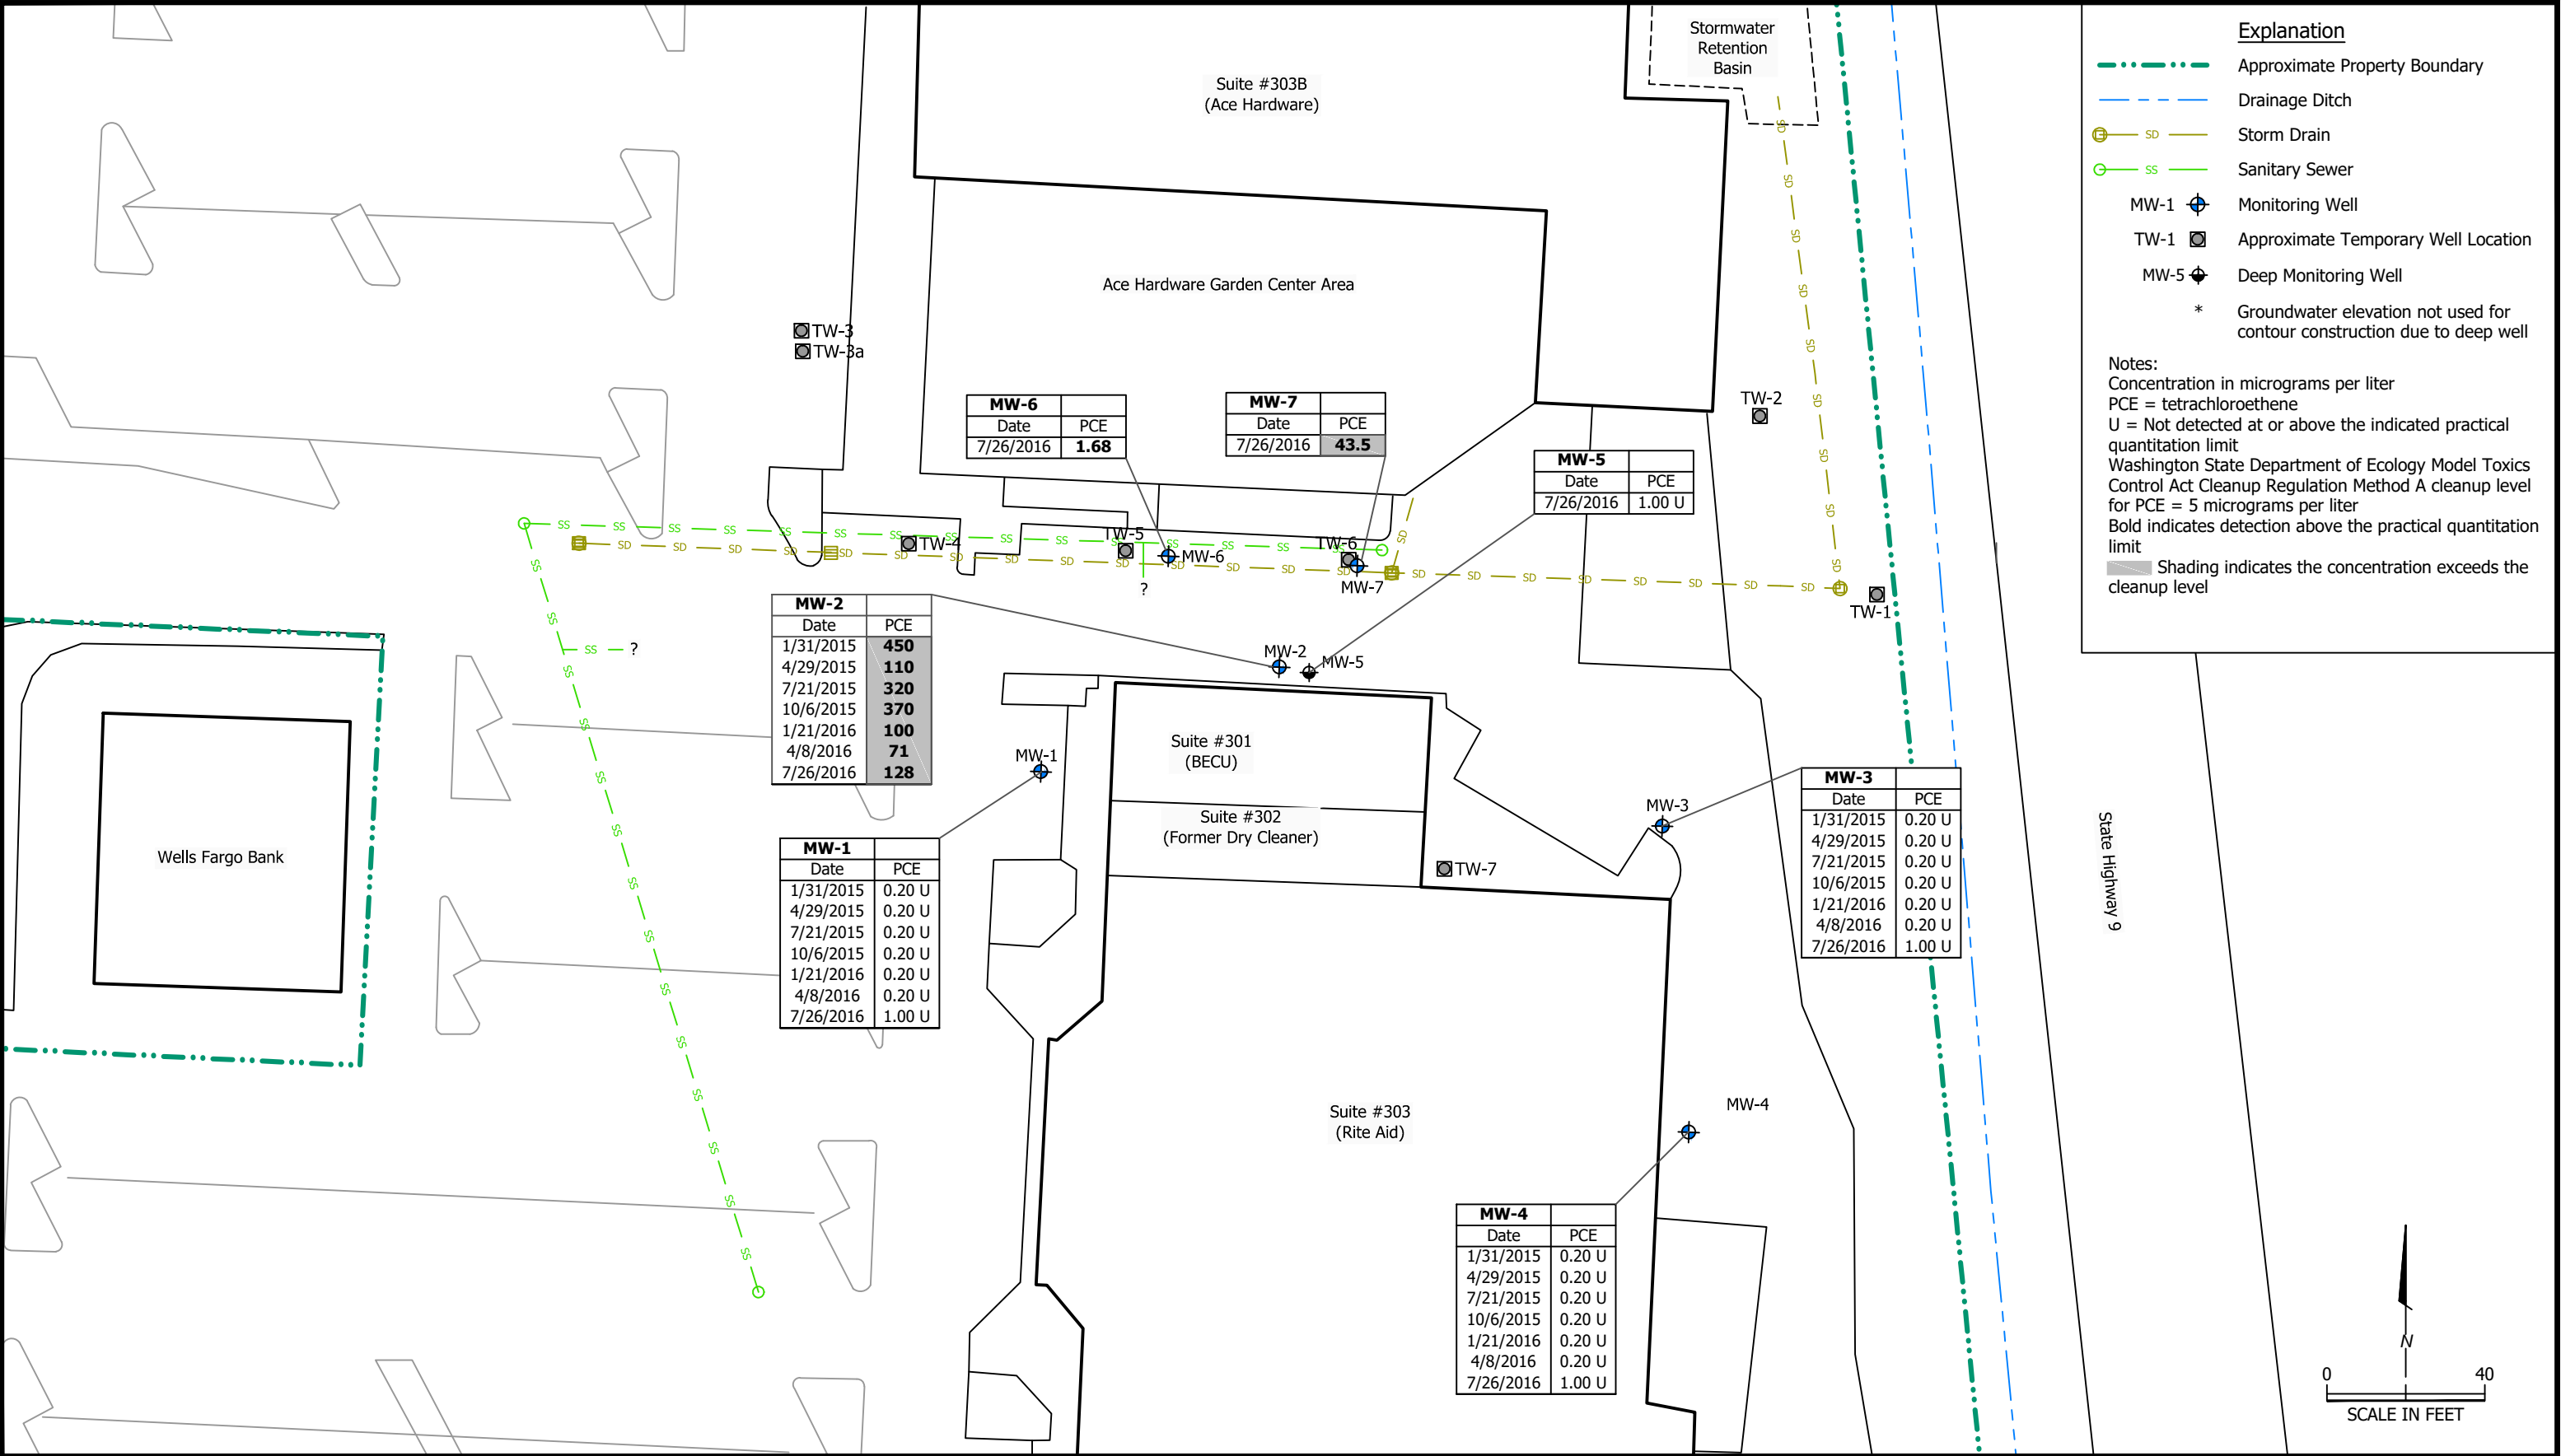 Explanation
Approximate Property Boundary
Drainage Ditch
SD Storm Drain
SS Sanitary Sewer
MW-1 Monitoring Well
TW-1 Approximate Temporary Well Location
MW-5 Deep Monitoring Well
* Groundwater elevation not used for
contour construction due to deep well
Notes:
Concentration in micrograms per liter
PCE = tetrachloroethene
U = Not detected at or above the indicated practical
quantitation limit
Washington State Department of Ecology Model Toxics
Control Act Cleanup Regulation Method A cleanup level
for PCE = 5 micrograms per liter
Bold indicates detection above the practical quantitation
limit
Shading indicates the concentration exceeds the
cleanup level
Stormwater
Retention
Basin
Suite #303B
(Ace Hardware)
Ace Hardware Garden Center Area
TW-3
TW-3a
TW-2
MW-6
Date PCE
7/26/2016 1.68
MW-7
Date PCE
7/26/2016 43.5
MW-5
Date PCE
7/26/2016 1.00 U
TW-4
TW-5
MW-6
TW-6
MW-7
TW-1
?
SS ?
MW-2
Date PCE
1/31/2015 450
4/29/2015 110
7/21/2015 320
10/6/2015 370
1/21/2016 100
4/8/2016 71
7/26/2016 128
MW-2
MW-5
MW-1
Suite #301
(BECU)
Suite #302
(Former Dry Cleaner)
TW-7
MW-3
MW-3
Date PCE
1/31/2015 0.20 U
4/29/2015 0.20 U
7/21/2015 0.20 U
10/6/2015 0.20 U
1/21/2016 0.20 U
4/8/2016 0.20 U
7/26/2016 1.00 U
State Highway 9
Wells Fargo Bank
MW-1
Date PCE
1/31/2015 0.20 U
4/29/2015 0.20 U
7/21/2015 0.20 U
10/6/2015 0.20 U
1/21/2016 0.20 U
4/8/2016 0.20 U
7/26/2016 1.00 U
Suite #303
(Rite Aid)
MW-4
MW-4
Date PCE
1/31/2015 0.20 U
4/29/2015 0.20 U
7/21/2015 0.20 U
10/6/2015 0.20 U
1/21/2016 0.20 U
4/8/2016 0.20 U
7/26/2016 1.00 U
N
0 40
SCALE IN FEET